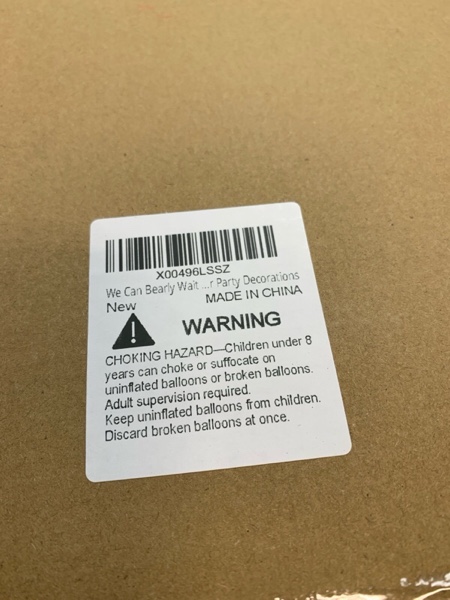 X00496LSSZ
We Can Bearly Wait ...r Party Decorations
New
MADE IN CHINA
WARNING
CHOKING HAZARD—Children under 8
years can choke or suffocate on
uninflated balloons or broken balloons.
Adult supervision required.
Keep uninflated balloons from children.
Discard broken balloons at once.